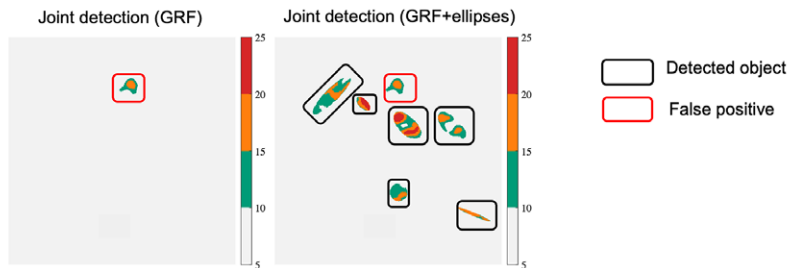 Joint detection (GRF)
Joint detection (GRF+ellipses)
25
20
15
10
5
25
20
15
10
5
Detected object
False positive